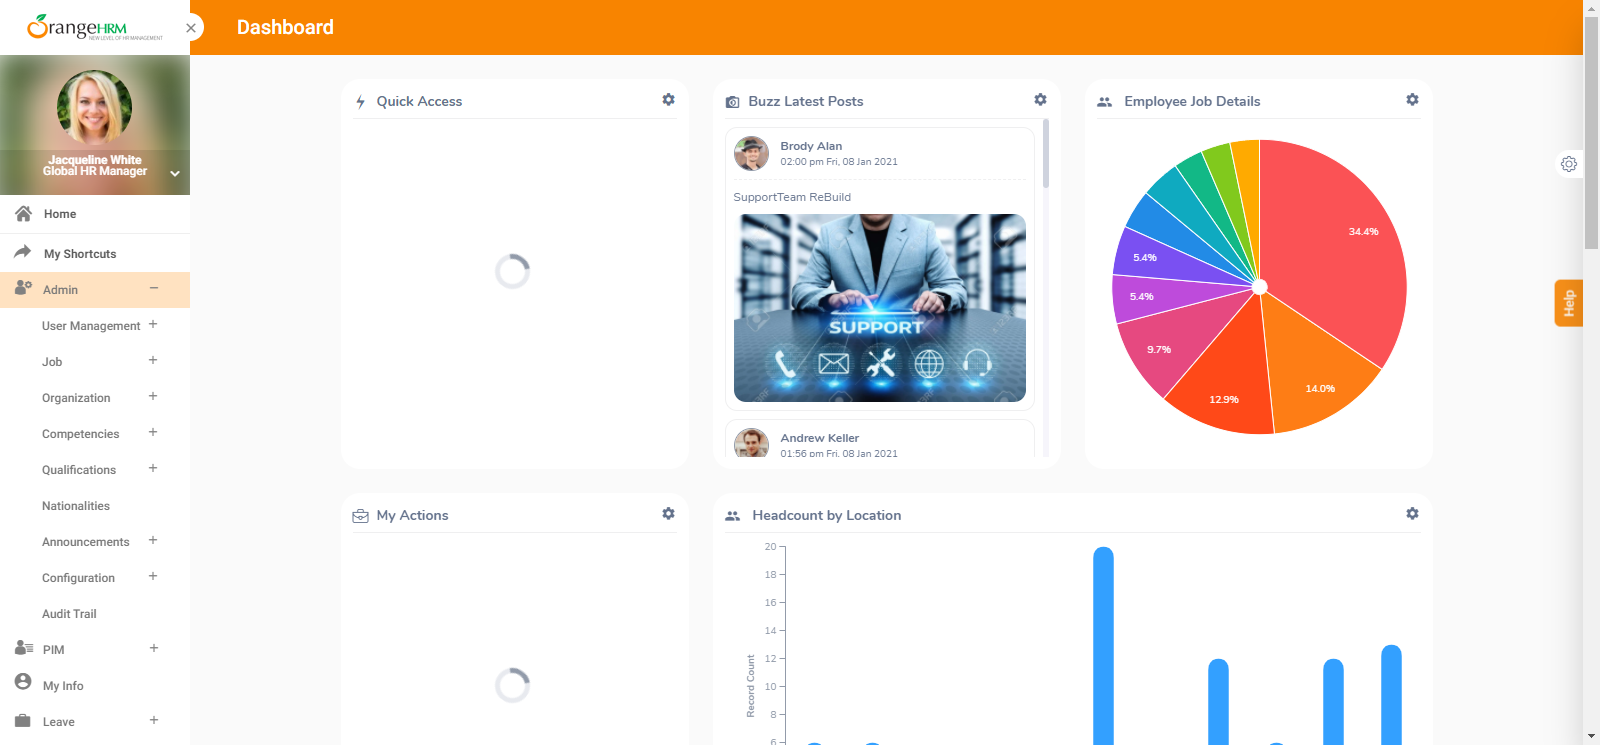 OrangeHRM
NEW LEVEL OF HR MANAGEMENT
Dashboard
Jacqueline White
Global HR Manager
Home
My Shortcuts
Admin
User Management
Job
Organization
Competencies
Qualifications
Nationalities
Announcements
Configuration
Audit Trail
PIM
My Info
Leave
Quick Access
Buzz Latest Posts
Brody Alan
02:00 pm Fri, 08 Jan 2021
SupportTeam ReBuild
SUPPORT
Andrew Keller
01:56 pm Fri, 08 Jan 2021
Employee Job Details
34.4%
5.4%
5.4%
9.7%
14.0%
12.9%
Help
My Actions
Headcount by Location
Record Count
20
18
16
14
12
10
8
6